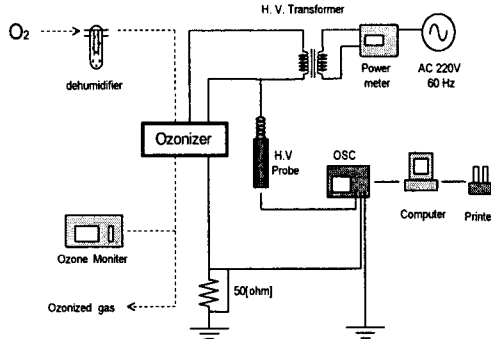 H. V. Transformer
O₂
dehumidifier
Power
meter
AC 220V
60 Hz
Ozonizer
H.V
Probe
OSC
Computer
Printe
Ozone Moniter
50[ohm]
Ozonized gas